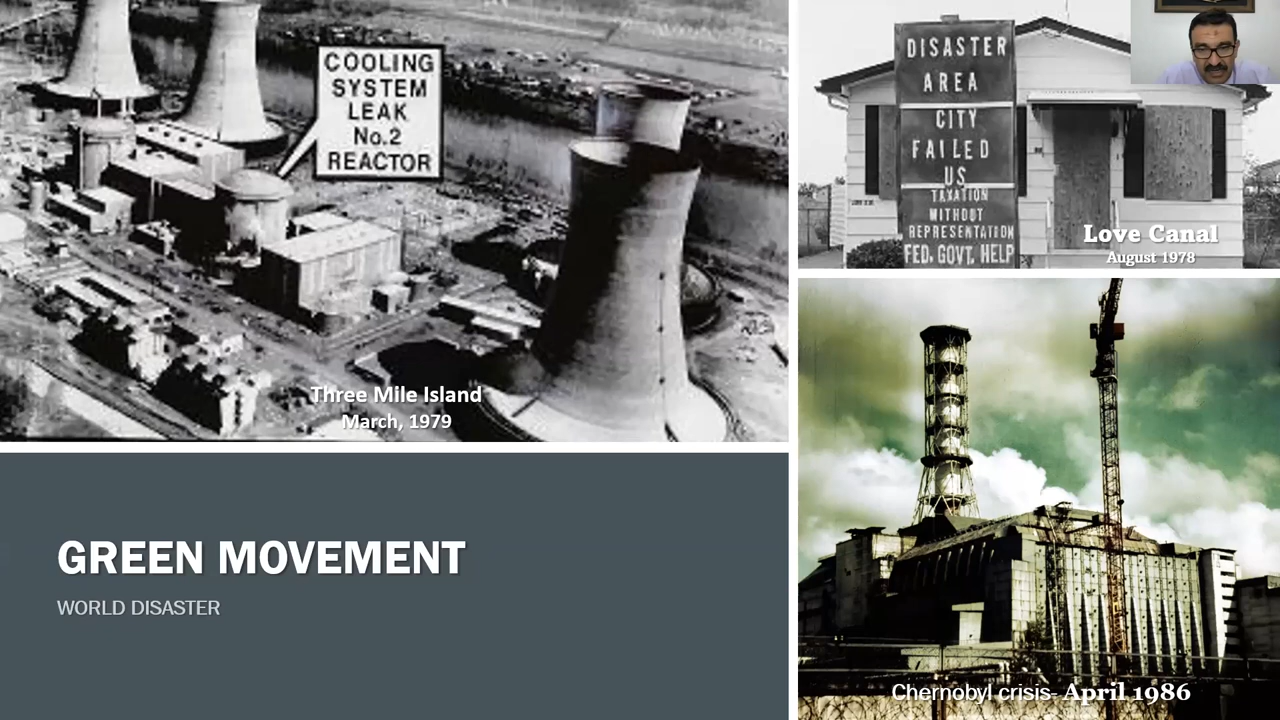 COOLING
SYSTEM
LEAK
No.2
REACTOR
Three Mile Island
March, 1979
DISASTER
AREA
CITY
FAILED
US
TAXATION
WITHOUT
REPRESENTATION
FED. GOVT. HELP
Love Canal
August 1978
GREEN MOVEMENT
WORLD DISASTER
Chernobyl crisis- April 1986